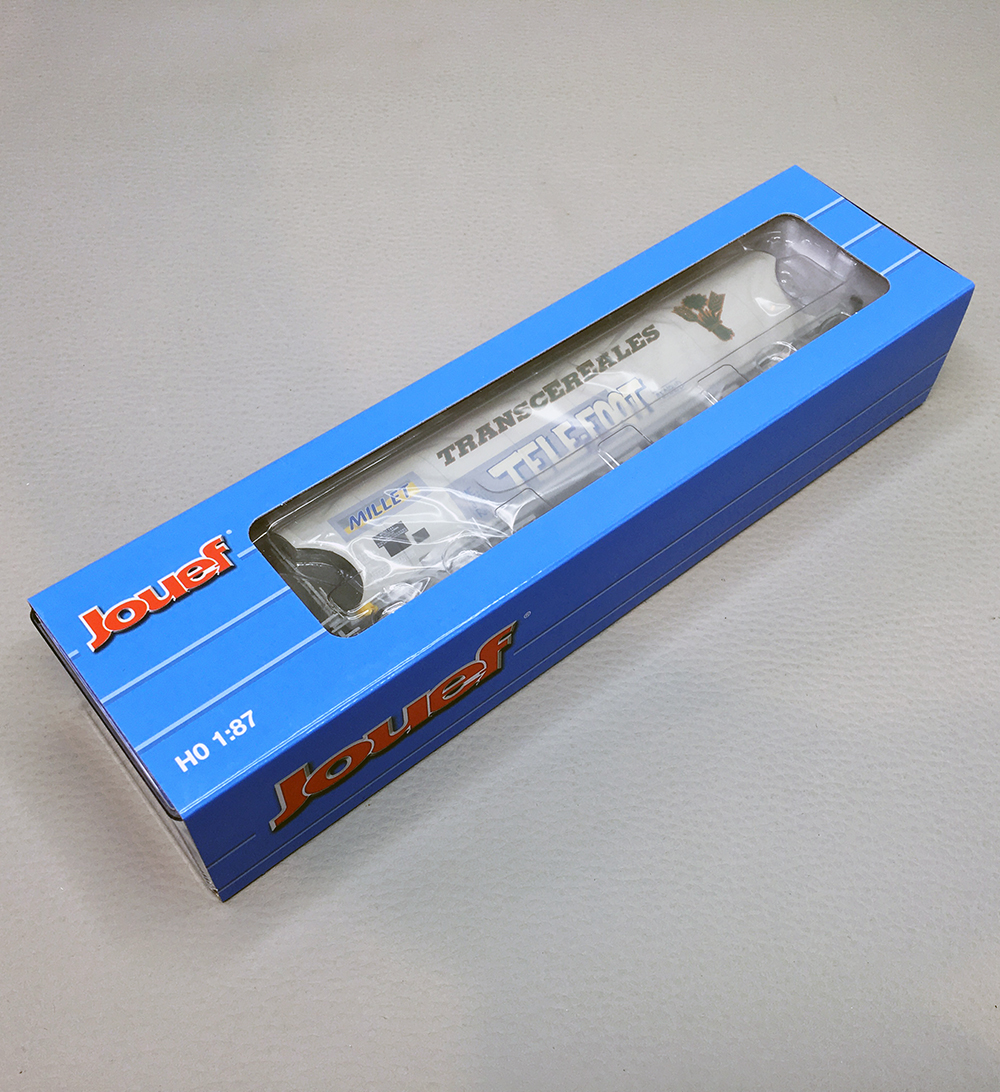 TRANSCEREALES
TELE FOOT
MILLET
Jouef
H0 1:87
Jouef